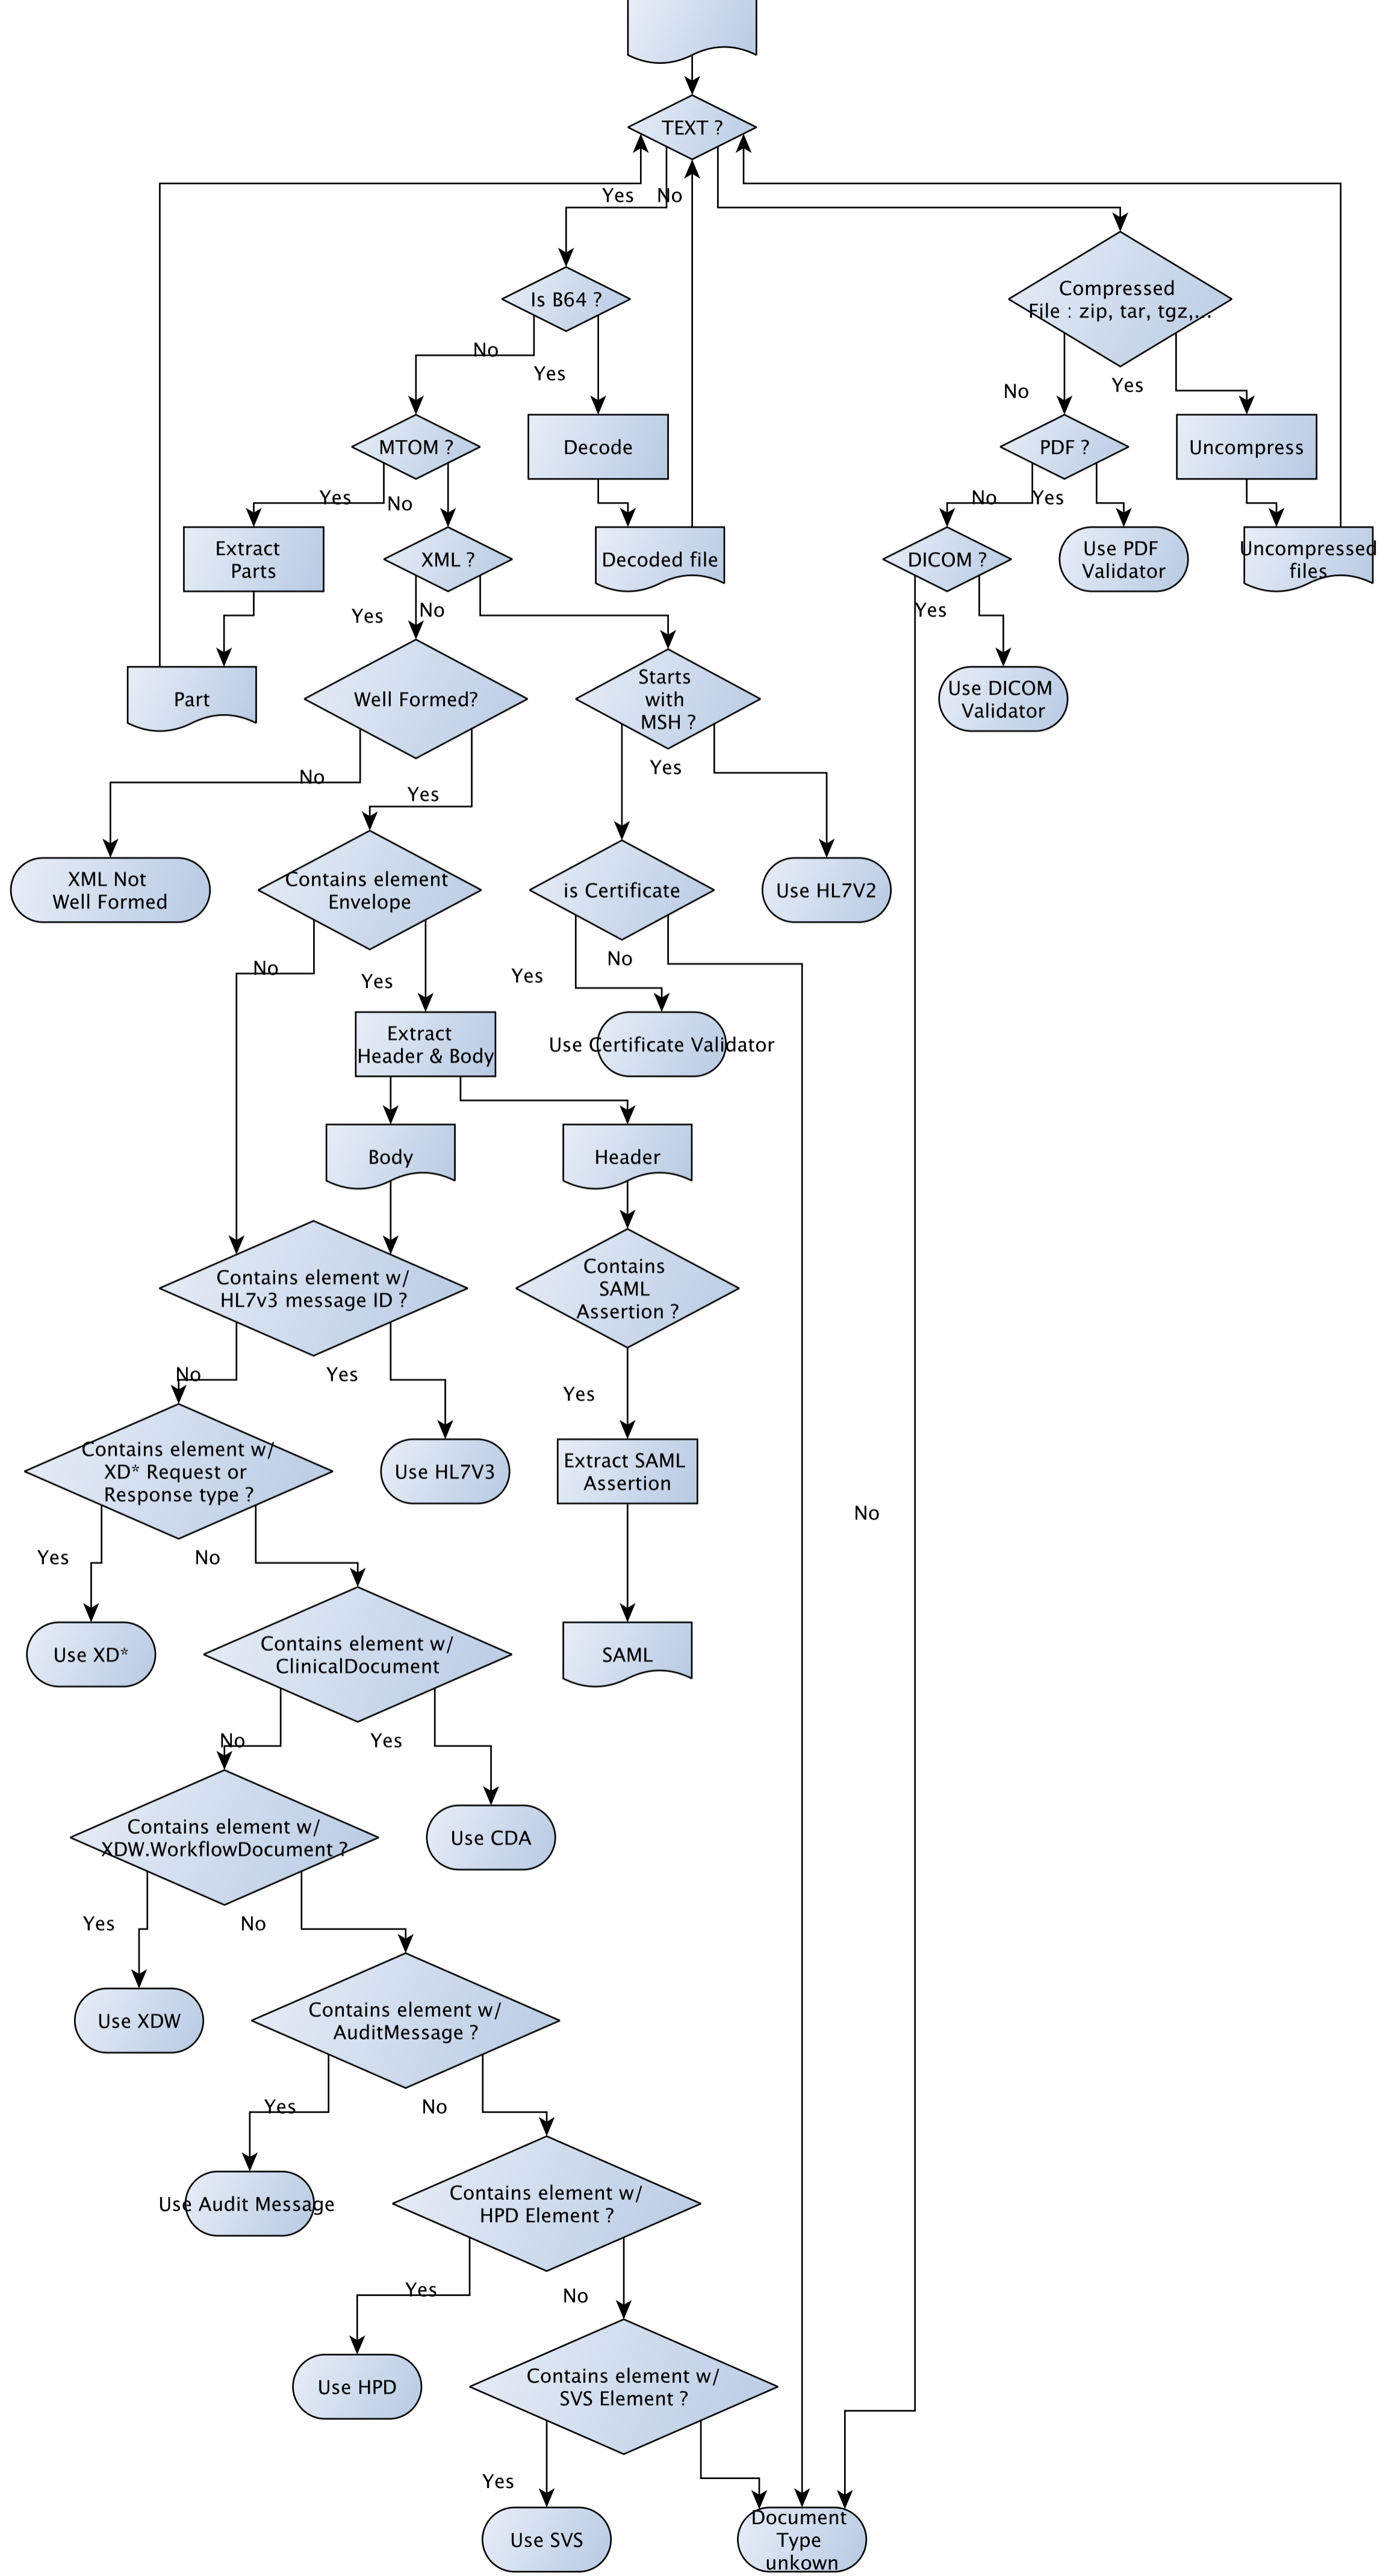 TEXT ?
Yes
No
Is B64 ?
Compressed
File : zip, tar, tgz,...
No
Yes
No
Yes
MTOM ?
Decode
PDF ?
Uncompress
Yes
No
No
Yes
Extract
Parts
XML ?
Decoded file
DICOM ?
Use PDF
Validator
Uncompressed
files
Yes
No
Yes
Part
Well Formed?
Starts
with
MSH ?
Use DICOM
Validator
No
Yes
Yes
XML Not
Well Formed
Contains element
Envelope
is Certificate
Use HL7V2
No
Yes
Yes
No
Extract
Header & Body
Use Certificate Validator
Body
Header
Contains element w/
HL7v3 message ID ?
Contains
SAML
Assertion ?
No
Yes
Yes
Contains element w/
XD* Request or
Response type ?
Use HL7V3
Extract SAML
Assertion
No
Yes
No
Use XD*
Contains element w/
ClinicalDocument
SAML
No
Yes
Contains element w/
XDW.WorkflowDocument ?
Use CDA
Yes
No
Use XDW
Contains element w/
AuditMessage ?
Yes
No
Use Audit Message
Contains element w/
HPD Element ?
Yes
No
Use HPD
Contains element w/
SVS Element ?
Yes
Use SVS
Document
Type
unkown